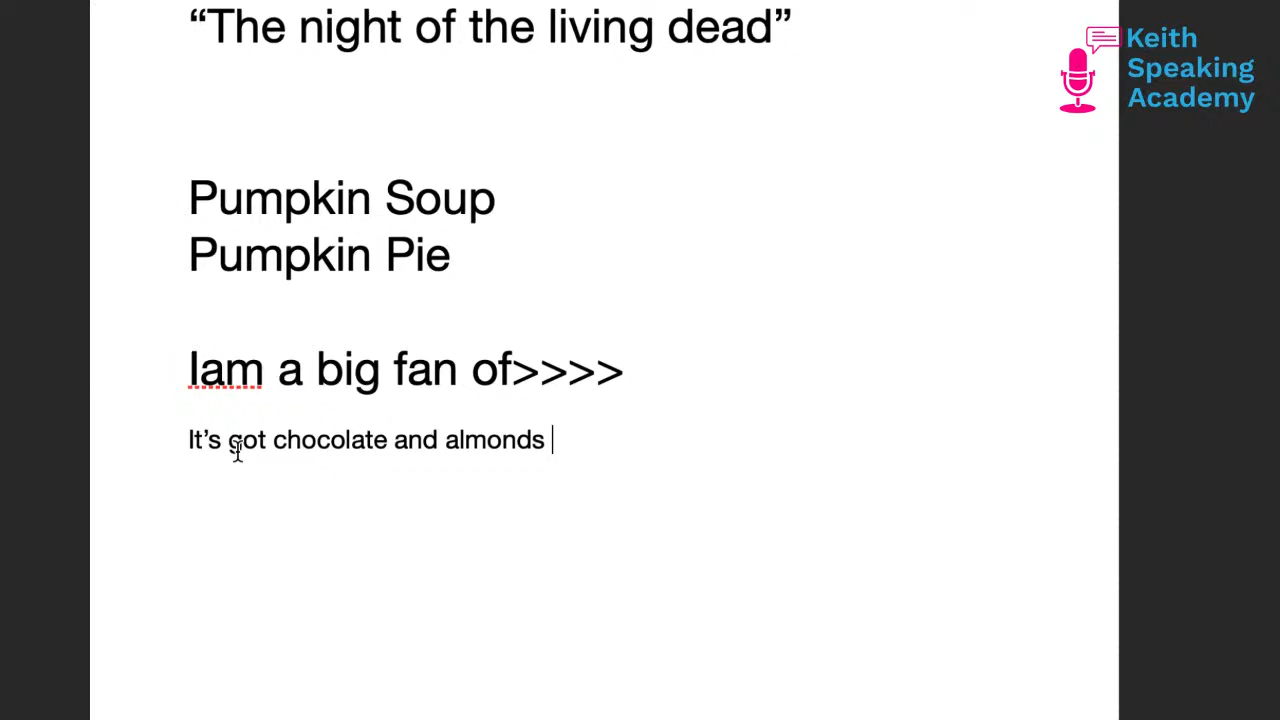 “The night of the living dead”
Keith
Speaking
Academy
Pumpkin Soup
Pumpkin Pie
Iam a big fan of>>>>
It’s got chocolate and almonds